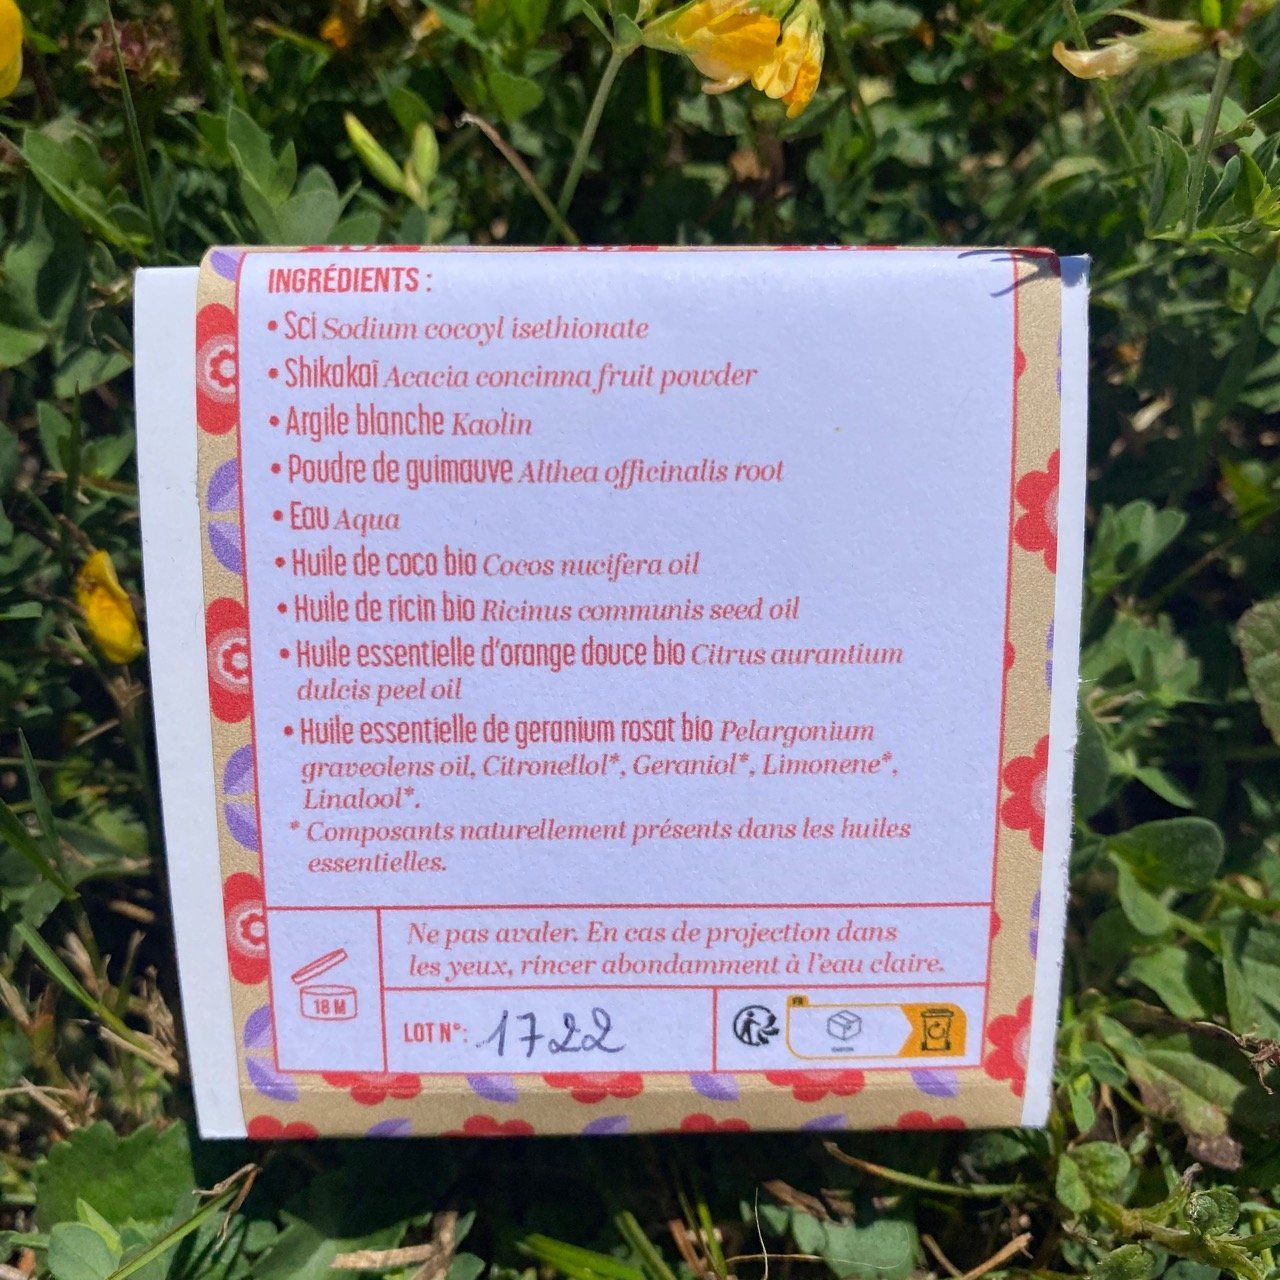 INGRÉDIENTS :
• Sci Sodium cocoyl isethionate
• Shikakaï Acacia concinna fruit powder
• Argile blanche Kaolin
• Poudre de guimauve Althea officinalis root
• Eau Aqua
• Huile de coco bio Cocos nucifera oil
• Huile de ricin bio Ricinus communis seed oil
• Huile essentielle d'orange douce bio Citrus aurantium
dulcis peel oil
• Huile essentielle de geranium rosat bio Pelargonium
graveolens oil, Citronellol*, Geraniol*, Limonene*,
Linalool*.
* Composants naturellement présents dans les huiles
essentielles.
Ne pas avaler. En cas de projection dans
les yeux, rincer abondamment à l'eau claire.
18 M
LOT N°: 1722
FR